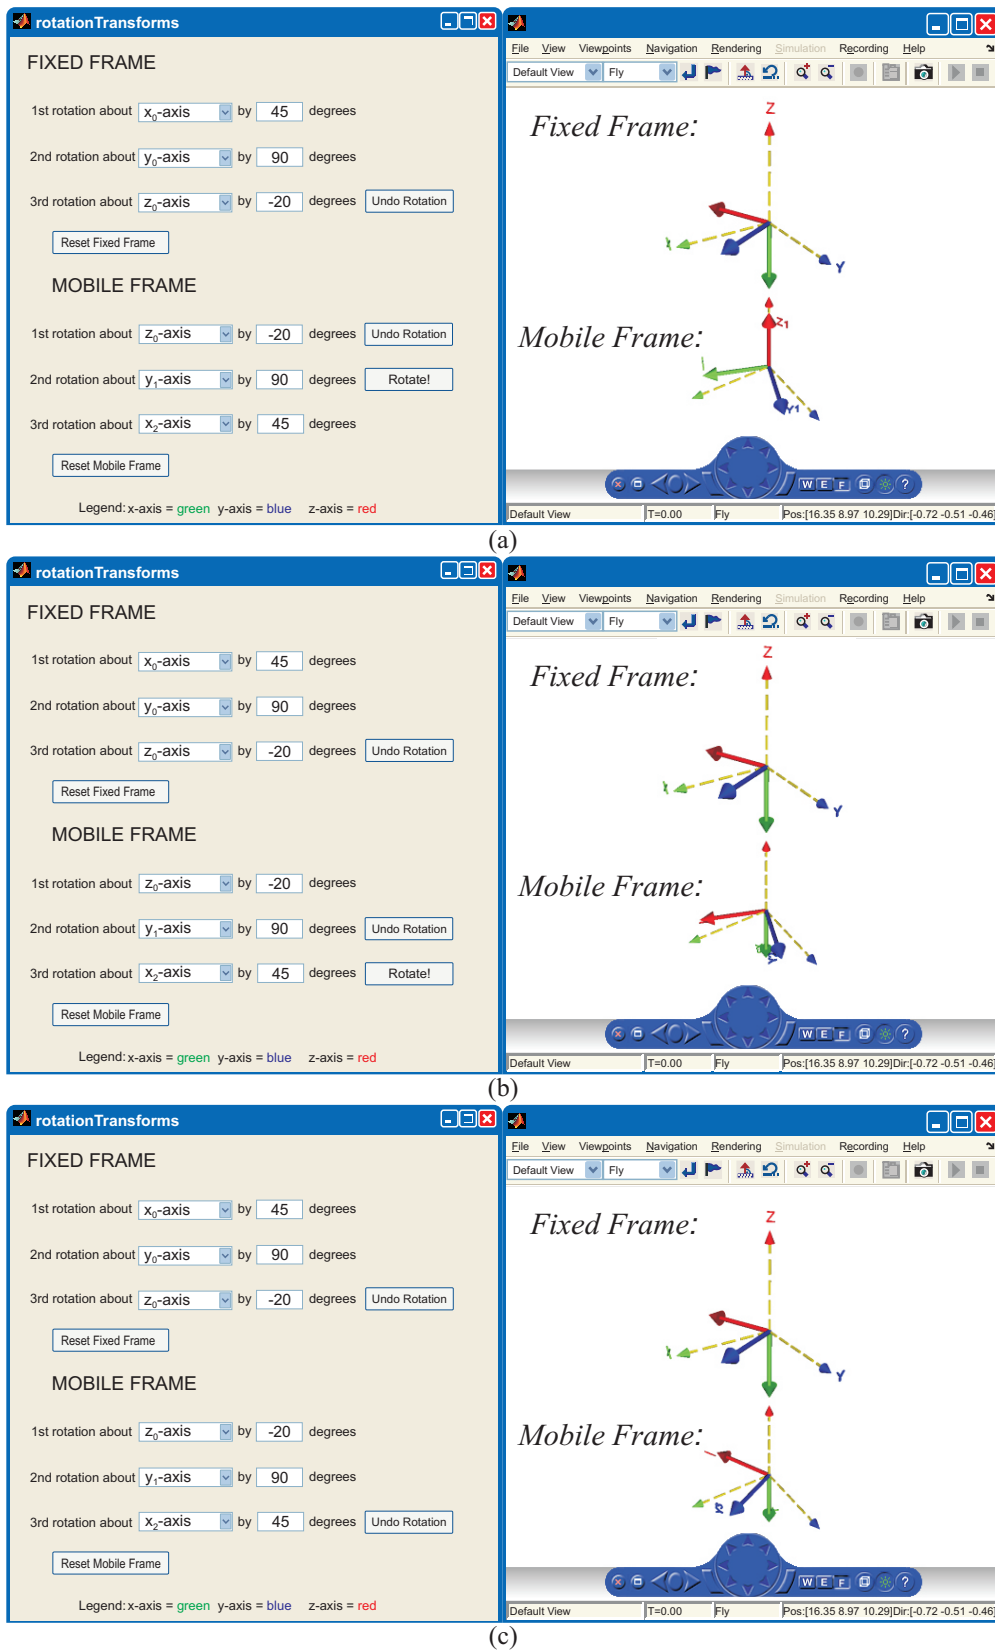 rotationTransforms
FIXED FRAME
1st rotation about x0-axis by 45 degrees
2nd rotation about y0-axis by 90 degrees
3rd rotation about z0-axis by -20 degrees Undo Rotation
Reset Fixed Frame
MOBILE FRAME
1st rotation about z0-axis by -20 degrees Undo Rotation
2nd rotation about y1-axis by 90 degrees Rotate!
3rd rotation about x2-axis by 45 degrees
Reset Mobile Frame
Legend: x-axis = green y-axis = blue z-axis = red
File View Viewpoints Navigation Rendering Simulation Recording Help
Default View Fly
Fixed Frame:
Z
X
Y
Mobile Frame:
Z1
Y1
W E F ?
Default View T=0.00 Fly Pos:[16.35 8.97 10.29]Dir:[-0.72 -0.51 -0.46]
(a)
rotationTransforms
FIXED FRAME
1st rotation about x0-axis by 45 degrees
2nd rotation about y0-axis by 90 degrees
3rd rotation about z0-axis by -20 degrees Undo Rotation
Reset Fixed Frame
MOBILE FRAME
1st rotation about z0-axis by -20 degrees
2nd rotation about y1-axis by 90 degrees Undo Rotation
3rd rotation about x2-axis by 45 degrees Rotate!
Reset Mobile Frame
Legend: x-axis = green y-axis = blue z-axis = red
File View Viewpoints Navigation Rendering Simulation Recording Help
Default View Fly
Fixed Frame:
Z
X
Y
Mobile Frame:
W E F ?
Default View T=0.00 Fly Pos:[16.35 8.97 10.29]Dir:[-0.72 -0.51 -0.46]
(b)
rotationTransforms
FIXED FRAME
1st rotation about x0-axis by 45 degrees
2nd rotation about y0-axis by 90 degrees
3rd rotation about z0-axis by -20 degrees Undo Rotation
Reset Fixed Frame
MOBILE FRAME
1st rotation about z0-axis by -20 degrees
2nd rotation about y1-axis by 90 degrees
3rd rotation about x2-axis by 45 degrees Undo Rotation
Reset Mobile Frame
Legend: x-axis = green y-axis = blue z-axis = red
File View Viewpoints Navigation Rendering Simulation Recording Help
Default View Fly
Fixed Frame:
Z
X
Y
Mobile Frame:
W E F ?
Default View T=0.00 Fly Pos:[16.35 8.97 10.29]Dir:[-0.72 -0.51 -0.46]
(c)